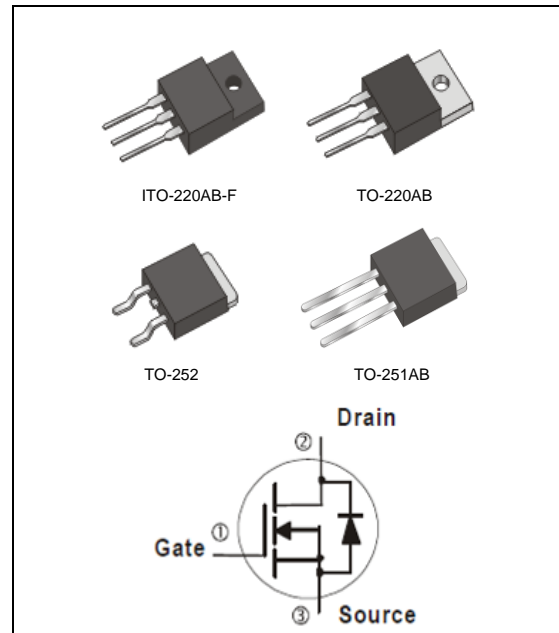 ITO-220AB-F
TO-220AB
TO-252
TO-251AB
Drain
②
①
Gate
③
Source